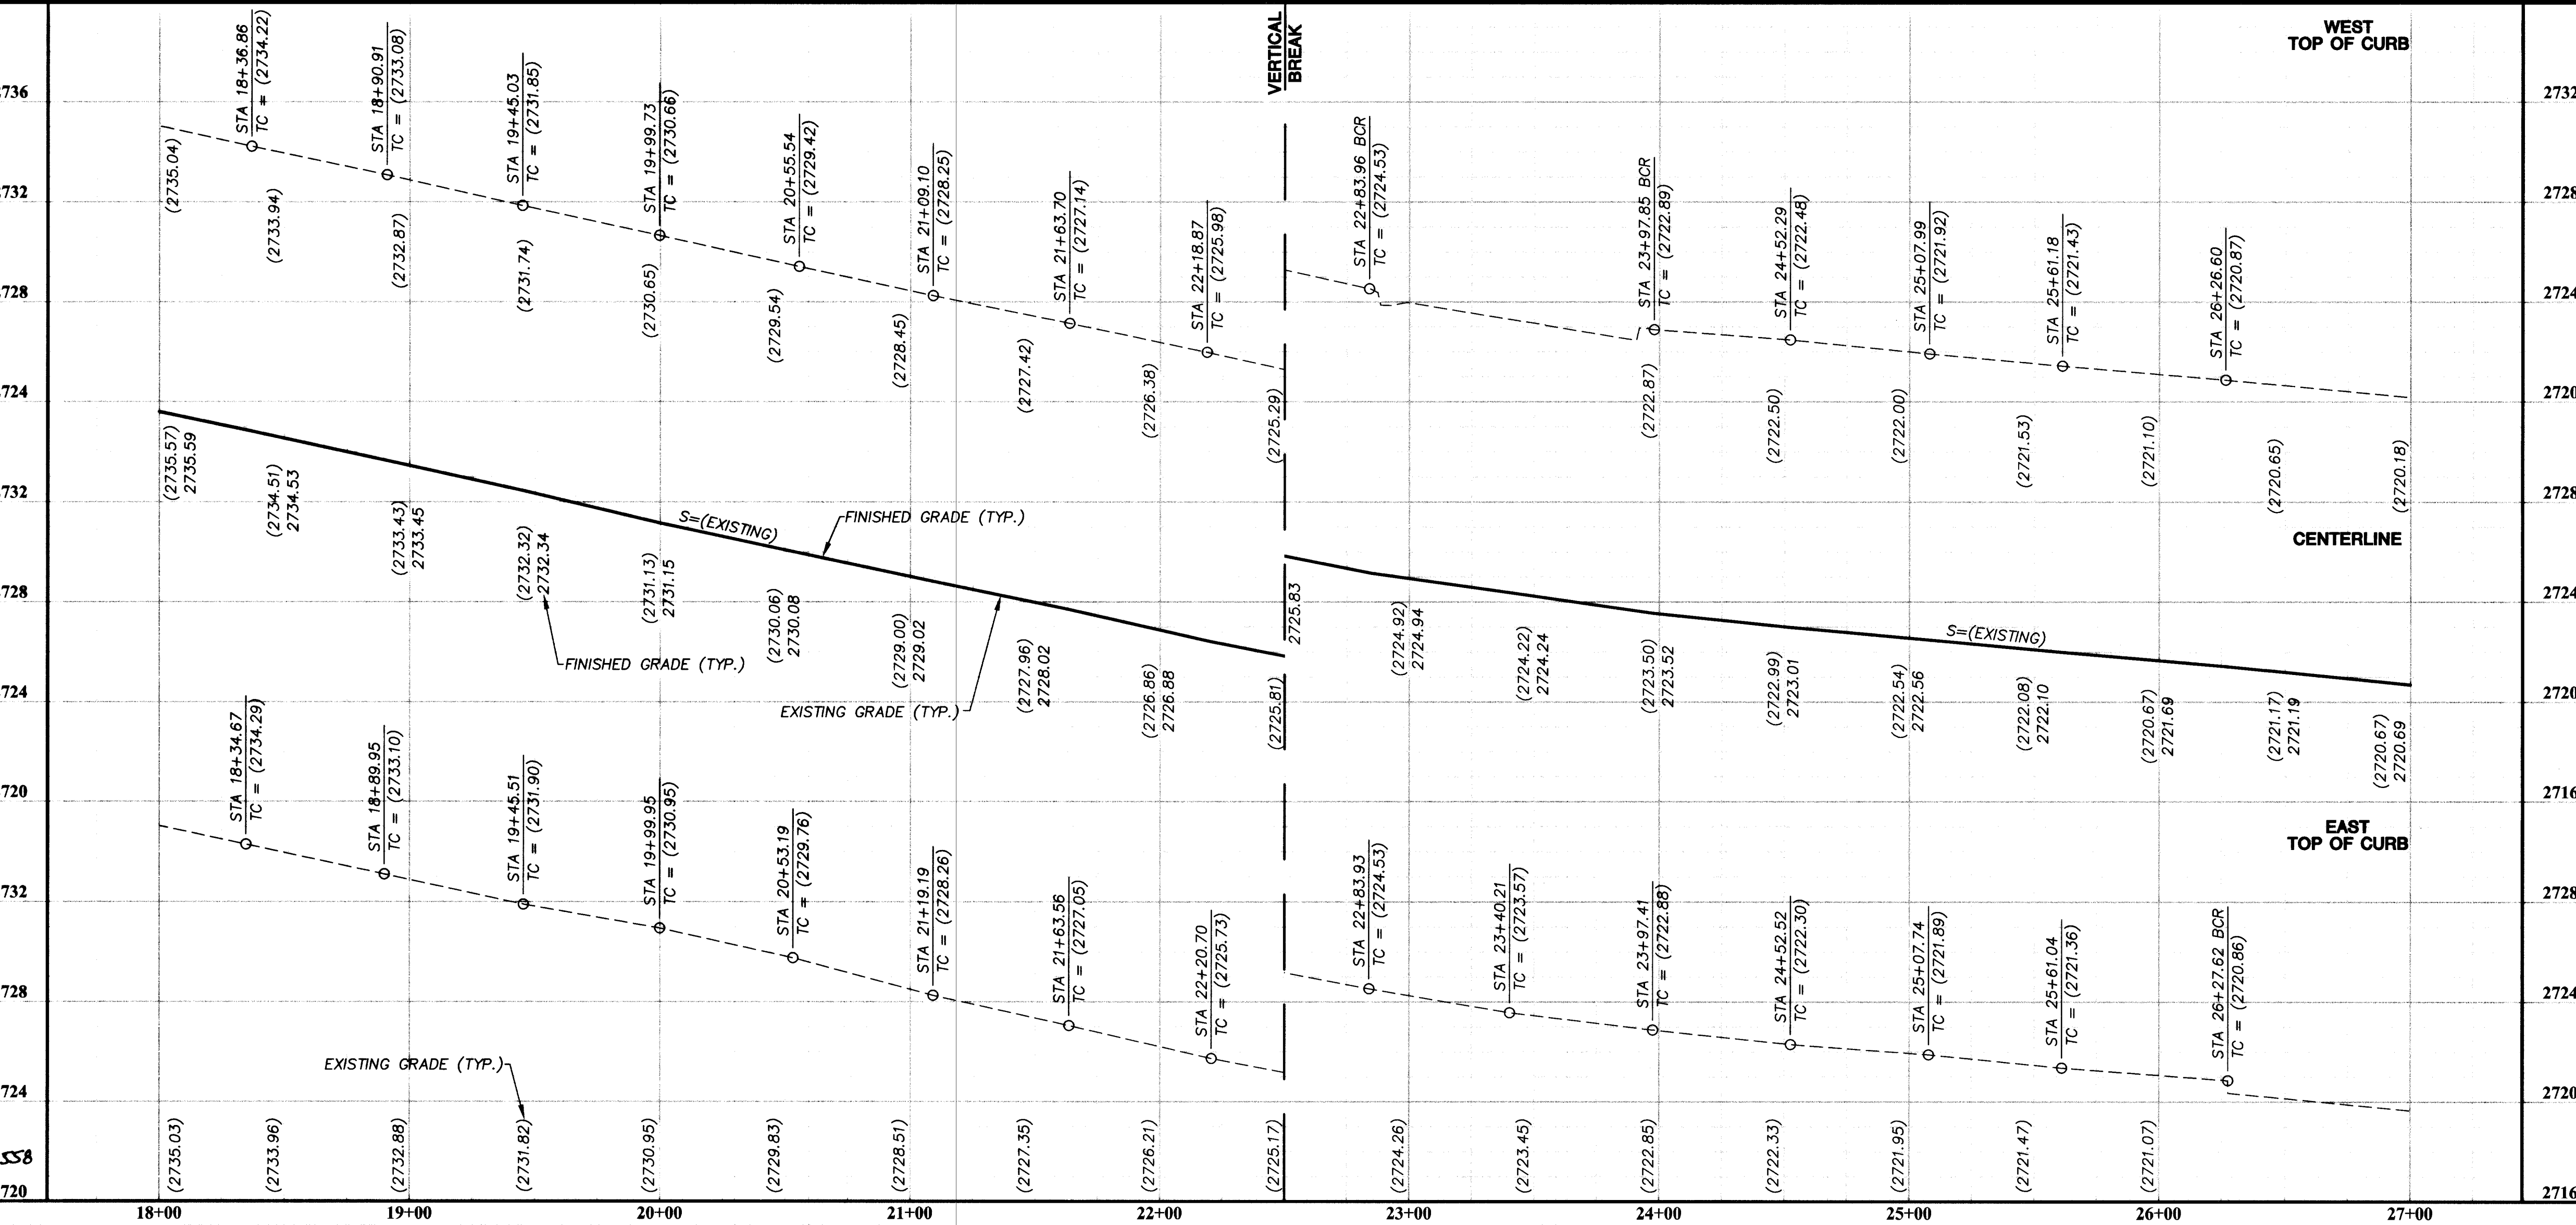 WEST
TOP OF CURB
VERTICAL
BREAK
STA 18+36.86
TC = (2734.22)
STA 18+90.91
TC = (2733.08)
STA 19+45.03
TC = (2731.85)
STA 19+99.73
TC = (2730.66)
STA 20+55.54
TC = (2729.42)
STA 21+09.10
TC = (2728.25)
STA 21+63.70
TC = (2727.14)
STA 22+18.87
TC = (2725.98)
STA 22+83.96 BCR
TC = (2724.53)
STA 23+97.85 BCR
TC = (2722.89)
STA 24+52.29
TC = (2722.48)
STA 25+07.99
TC = (2721.92)
STA 25+61.18
TC = (2721.43)
STA 26+26.60
TC = (2720.87)
2736
732
728
724
2732
2728
2724
2720
(2735.04)
(2733.94)
(2732.87)
(2731.74)
(2730.65)
(2729.54)
(2728.45)
(2727.42)
(2726.38)
(2725.29)
(2722.87)
(2722.50)
(2722.00)
(2721.53)
(2721.10)
(2720.65)
(2720.18)
CENTERLINE
732
728
724
720
2728
2724
2720
2716
S=(EXISTING)
FINISHED GRADE (TYP.)
FINISHED GRADE (TYP.)
EXISTING GRADE (TYP.)
S=(EXISTING)
(2735.57)
2735.59
(2734.51)
2734.53
(2733.43)
2733.45
(2732.32)
2732.34
(2731.13)
2731.15
(2730.06)
2730.08
(2729.00)
2729.02
(2727.96)
2728.02
(2726.86)
2726.88
(2725.81)
2725.83
(2724.92)
2724.94
(2724.22)
2724.24
(2723.50)
2723.52
(2722.99)
2723.01
(2722.54)
2722.56
(2722.08)
2722.10
(2720.67)
2721.69
(2721.17)
2721.19
(2720.67)
2720.69
EAST
TOP OF CURB
STA 18+34.67
TC = (2734.29)
STA 18+89.95
TC = (2733.10)
STA 19+45.51
TC = (2731.90)
STA 19+99.95
TC = (2730.95)
STA 20+53.19
TC = (2729.76)
STA 21+19.19
TC = (2728.26)
STA 21+63.56
TC = (2727.05)
STA 22+20.70
TC = (2725.73)
STA 22+83.93
TC = (2724.53)
STA 23+40.21
TC = (2723.57)
STA 23+97.41
TC = (2722.88)
STA 24+52.52
TC = (2722.30)
STA 25+07.74
TC = (2721.89)
STA 25+61.04
TC = (2721.36)
STA 26+27.62 BCR
TC = (2720.86)
732
728
724
720
2728
2724
2720
2716
EXISTING GRADE (TYP.)
558
(2735.03)
(2733.96)
(2732.88)
(2731.82)
(2730.95)
(2729.83)
(2728.51)
(2727.35)
(2726.21)
(2725.17)
(2724.26)
(2723.45)
(2722.85)
(2722.33)
(2721.95)
(2721.47)
(2721.07)
18+00
19+00
20+00
21+00
22+00
23+00
24+00
25+00
26+00
27+00